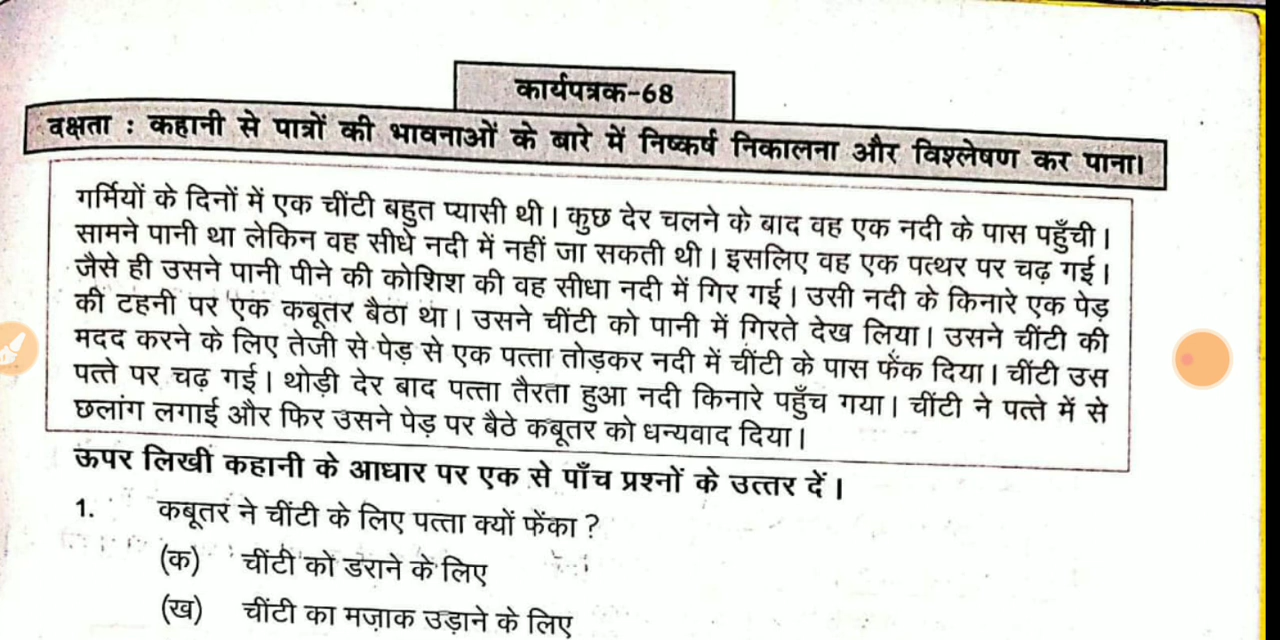 कार्यपत्रक-68
दक्षता : कहानी से पात्रों की भावनाओं के बारे में निष्कर्ष निकालना और विश्लेषण कर पाना।
गर्मियों के दिनों में एक चींटी बहुत प्यासी थी। कुछ देर चलने के बाद वह एक नदी के पास पहुँची।
सामने पानी था लेकिन वह सीधे नदी में नहीं जा सकती थी। इसलिए वह एक पत्थर पर चढ़ गई।
जैसे ही उसने पानी पीने की कोशिश की वह सीधा नदी में गिर गई। उसी नदी के किनारे एक पेड़
की टहनी पर एक कबूतर बैठा था। उसने चींटी को पानी में गिरते देख लिया। उसने चींटी की
मदद करने के लिए तेजी से पेड़ से एक पत्ता तोड़कर नदी में चींटी के पास फेंक दिया। चींटी उस
पत्ते पर चढ़ गई। थोड़ी देर बाद पत्ता तैरता हुआ नदी किनारे पहुँच गया। चींटी ने पत्ते में से
छलांग लगाई और फिर उसने पेड़ पर बैठे कबूतर को धन्यवाद दिया।
ऊपर लिखी कहानी के आधार पर एक से पाँच प्रश्नों के उत्तर दें।
1. कबूतर ने चींटी के लिए पत्ता क्यों फेंका ?
(क) चींटी को डराने के लिए
(ख) चींटी का मज़ाक उड़ाने के लिए